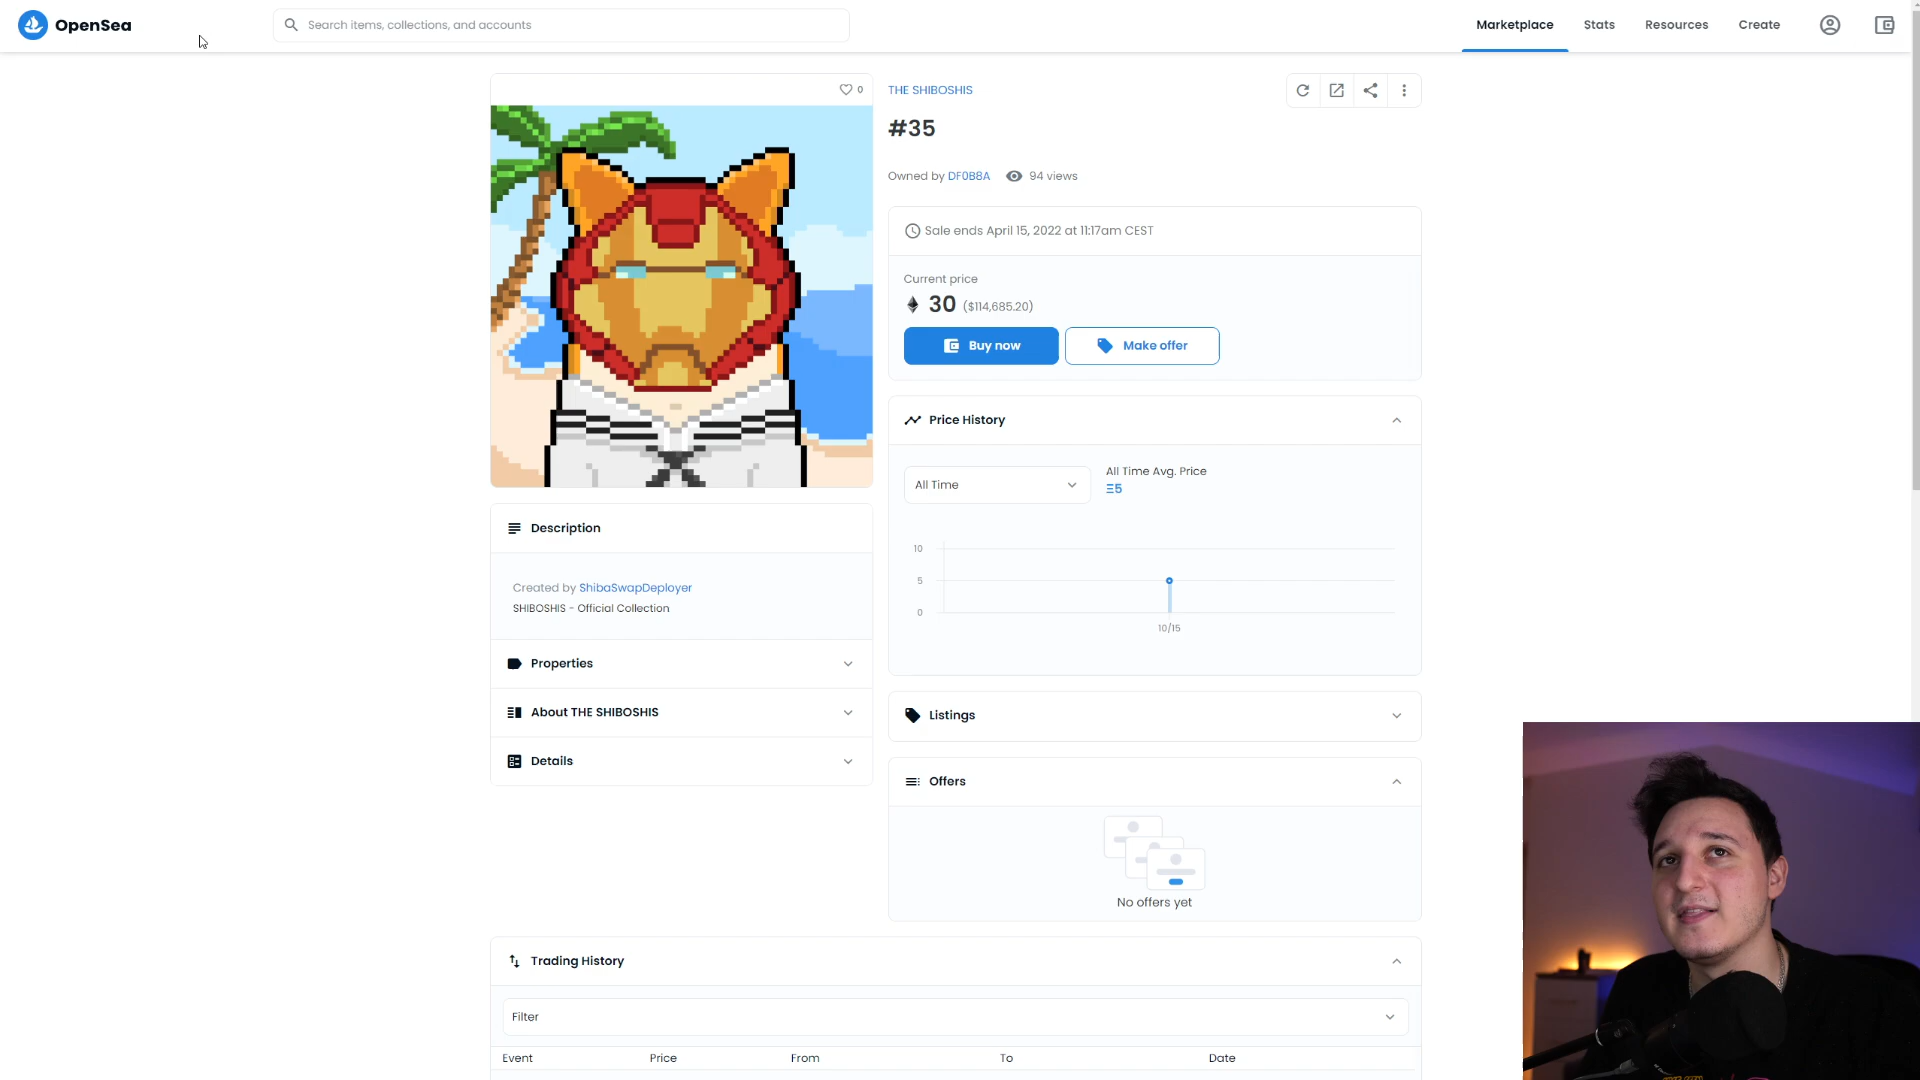 OpenSea
Search items, collections, and accounts
Marketplace
Stats
Resources
Create
0
THE SHIBOSHIS
#35
Owned by DF0B8A
94 views
Sale ends April 15, 2022 at 11:17am CEST
Current price
30 ($114,685.20)
Buy now
Make offer
Price History
All Time
All Time Avg. Price
Ξ5
10
5
0
10/15
Description
Created by ShibaSwapDeployer
SHIBOSHIS - Official Collection
Properties
About THE SHIBOSHIS
Details
Listings
Offers
No offers yet
Trading History
Filter
Event
Price
From
To
Date